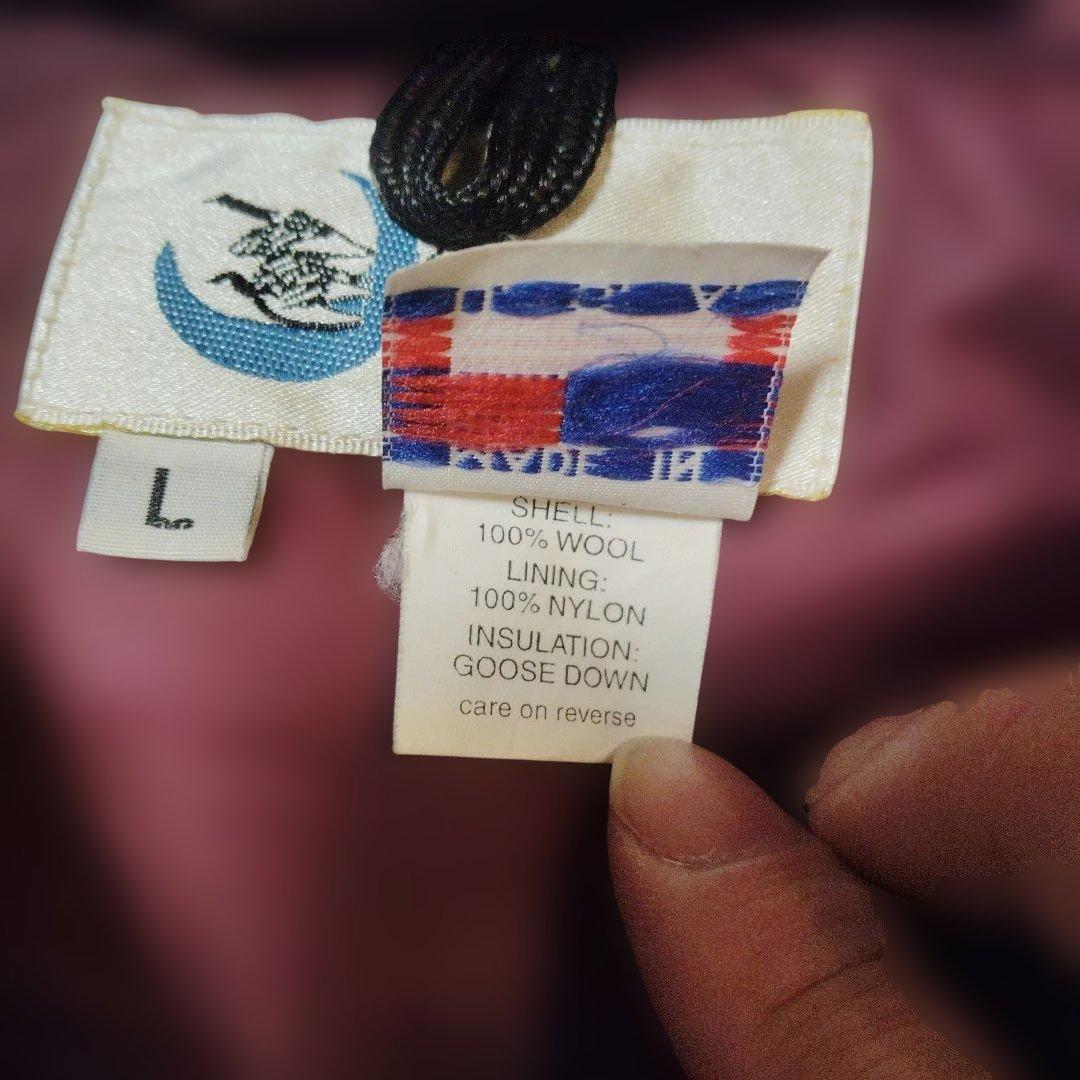 L
SHELL:
100% WOOL
LINING:
100% NYLON
INSULATION:
GOOSE DOWN
care on reverse